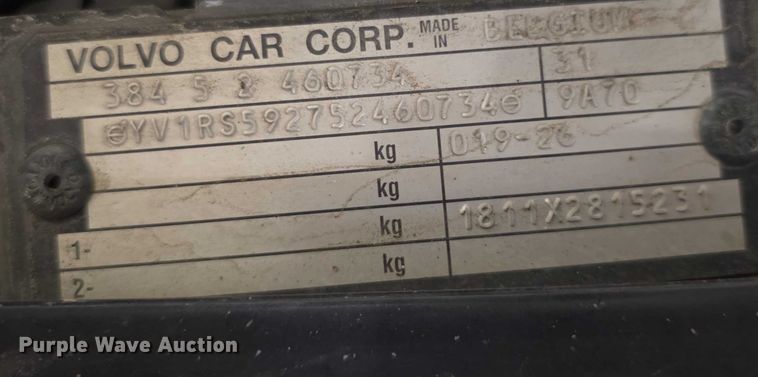 VOLVO CAR CORP. MADE IN BELGIUM
384 5 2 460734 31
YV1RS592752460734 9A70
kg 019-26
kg
1- kg 1811X2815231
2- kg
Purple Wave Auction